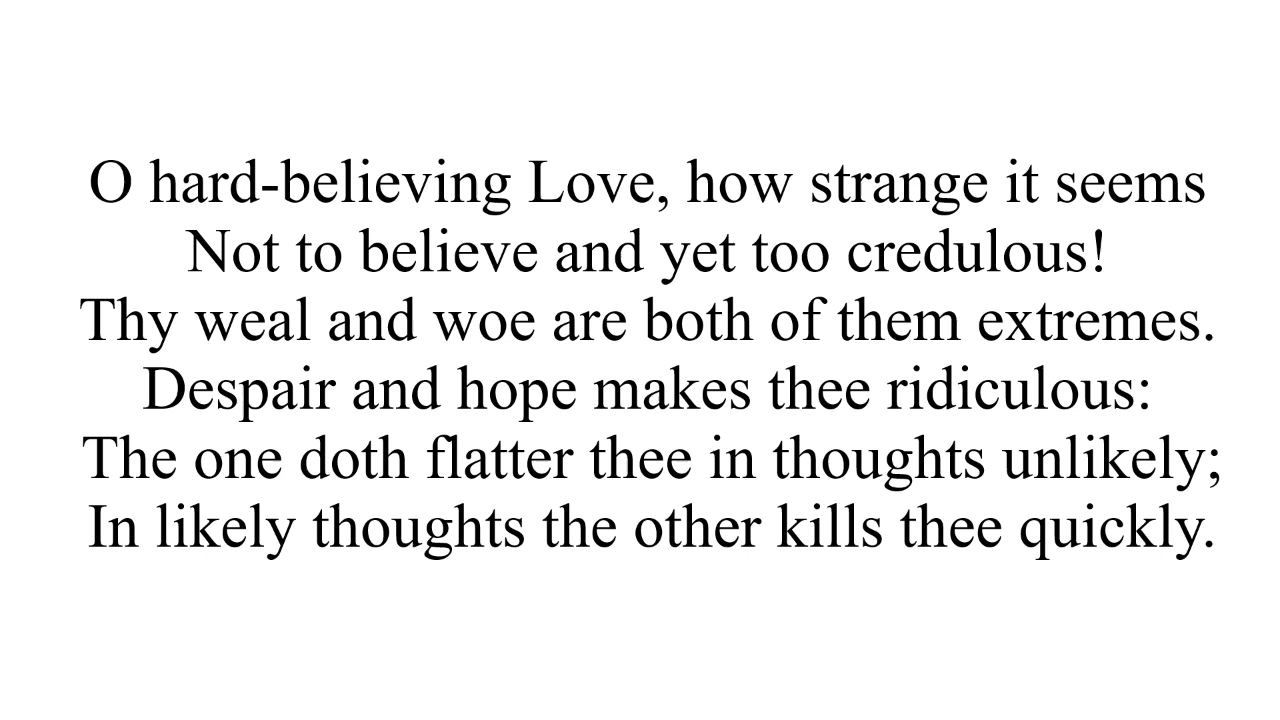 O hard-believing Love, how strange it seems
Not to believe and yet too credulous!
Thy weal and woe are both of them extremes.
Despair and hope makes thee ridiculous:
The one doth flatter thee in thoughts unlikely;
In likely thoughts the other kills thee quickly.